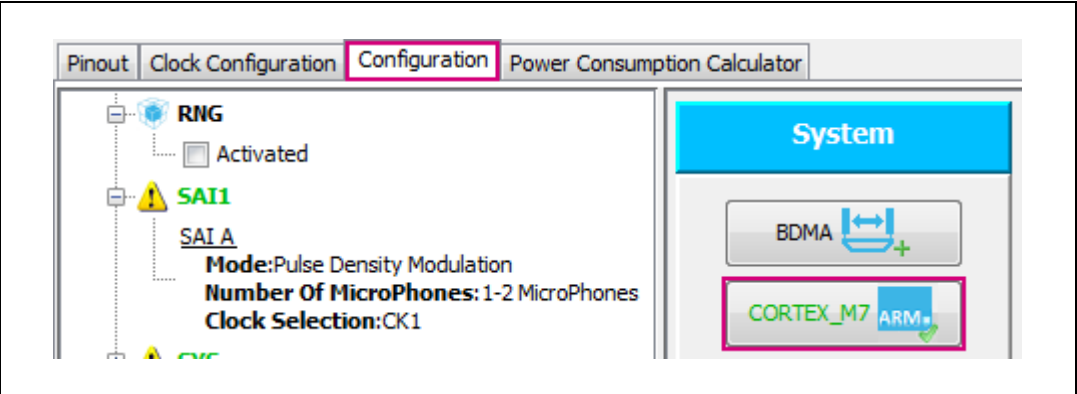 Pinout Clock Configuration Configuration Power Consumption Calculator
RNG
Activated
SAI1
SAI A
Mode:Pulse Density Modulation
Number Of MicroPhones:1-2 MicroPhones
Clock Selection:CK1
System
BDMA
CORTEX_M7 ARM